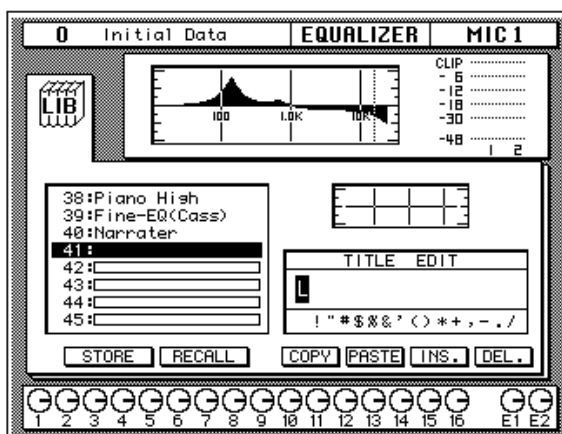 0 Initial Data EQUALIZER MIC1
CLIP
- 6
-12
-18
-30
-48
1 2
LIB
100 1.0K 10K
38:Piano High
39:Fine-EQ(Cass)
40:Narrater
41:
42:
43:
44:
45:
TITLE EDIT
L
!"#$%&'()*+,-./
STORE RECALL COPY PASTE INS. DEL.
1 2 3 4 5 6 7 8 9 10 11 12 13 14 15 16 E1 E2